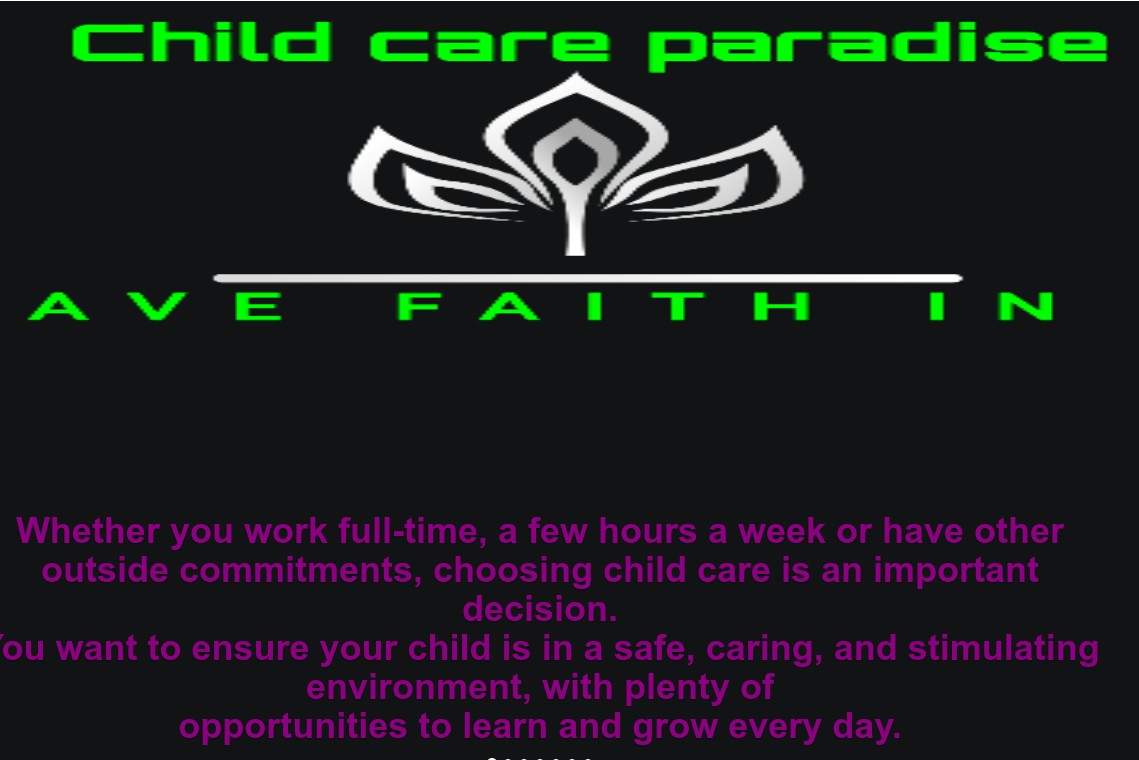 Child care paradise
AVE FAITH IN
Whether you work full-time, a few hours a week or have other
outside commitments, choosing child care is an important
decision.
You want to ensure your child is in a safe, caring, and stimulating
environment, with plenty of
opportunities to learn and grow every day.